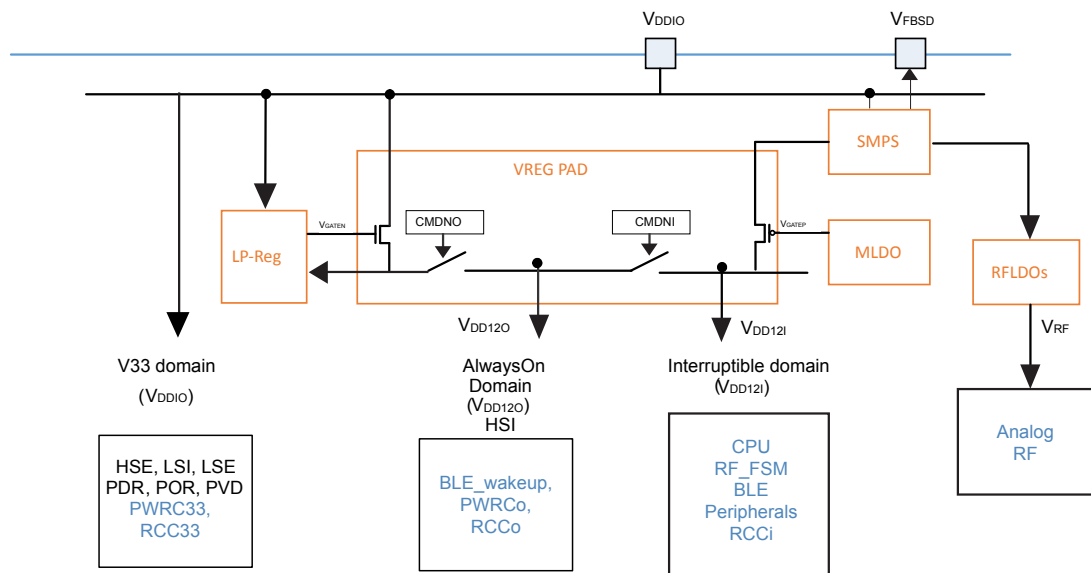 VDDIO
VFBSD
SMPS
VREG PAD
CMDNO
CMDNI
VGATEN
VGATEP
LP-Reg
MLDO
RFLDOs
VDD12O
VDD12I
VRF
V33 domain
(VDDIO)
AlwaysOn
Domain
(VDD12O)
HSI
Interruptible domain
(VDD12I)
HSE, LSI, LSE
PDR, POR, PVD
PWRC33,
RCC33
BLE_wakeup,
PWRCo,
RCCo
CPU
RF_FSM
BLE
Peripherals
RCCi
Analog
RF